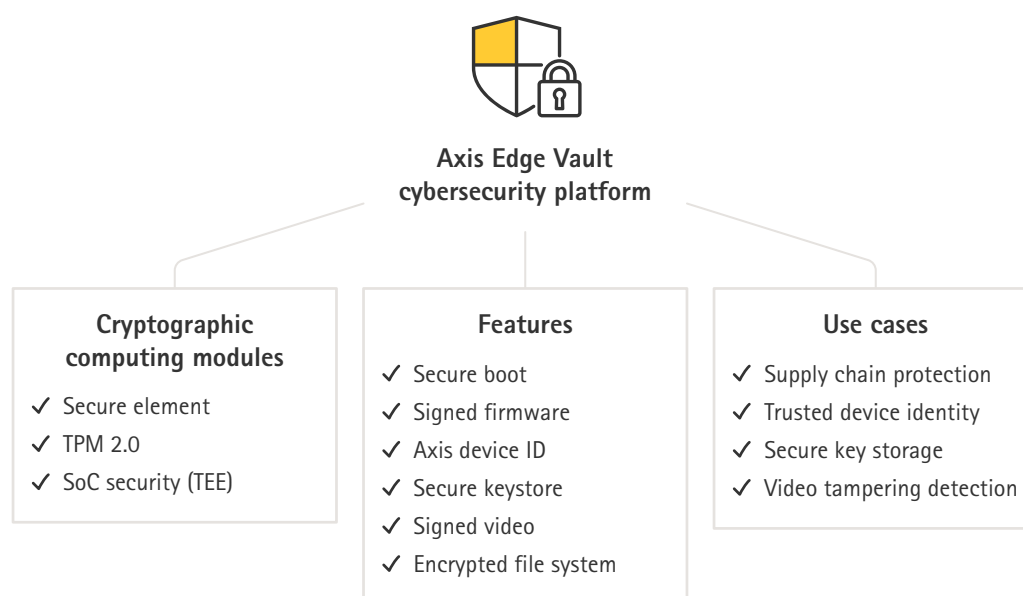 Axis Edge Vault
cybersecurity platform
Cryptographic
computing modules
Secure element
TPM 2.0
SoC security (TEE)
Features
Secure boot
Signed firmware
Axis device ID
Secure keystore
Signed video
Encrypted file system
Use cases
Supply chain protection
Trusted device identity
Secure key storage
Video tampering detection